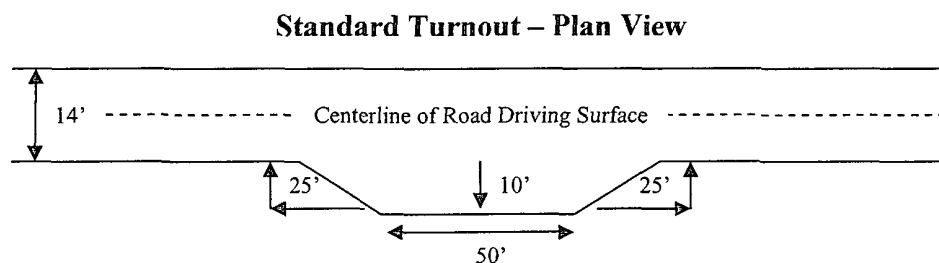 Standard Turnout – Plan View
14’
Centerline of Road Driving Surface
25’
10’
25’
50’